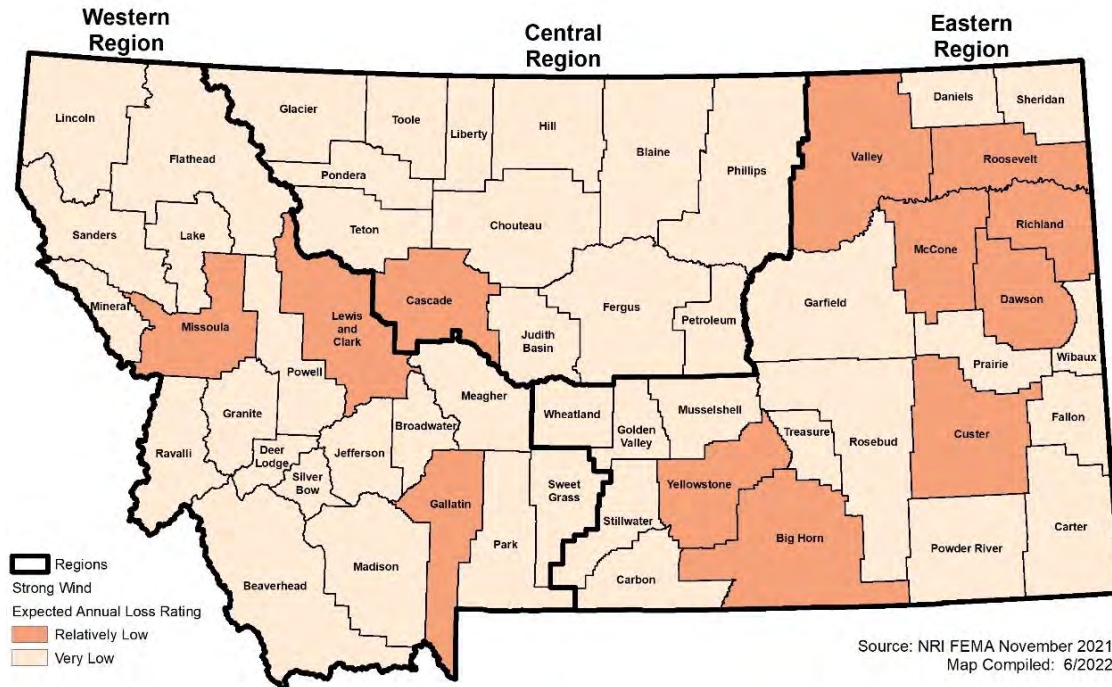 Western
Region
Central
Region
Eastern
Region
Lincoln
Flathead
Glacier
Toole
Liberty
Hill
Blaine
Phillips
Valley
Daniels
Sheridan
Roosevelt
Pondera
Teton
Chouteau
Sanders
Lake
Richland
McCone
Mineral
Missoula
Lewis
and
Clark
Cascade
Judith
Basin
Fergus
Petroleum
Garfield
Dawson
Prairie
Wibaux
Powell
Granite
Ravalli
Deer
Lodge
Silver
Bow
Jefferson
Broadwater
Meagher
Wheatland
Golden
Valley
Musselshell
Treasure
Rosebud
Custer
Fallon
Gallatin
Sweet
Grass
Yellowstone
Stillwater
Big Horn
Carter
Park
Madison
Beaverhead
Carbon
Powder River
Regions
Strong Wind
Expected Annual Loss Rating
Relatively Low
Very Low
Source: NRI FEMA November 2021
Map Compiled: 6/2022